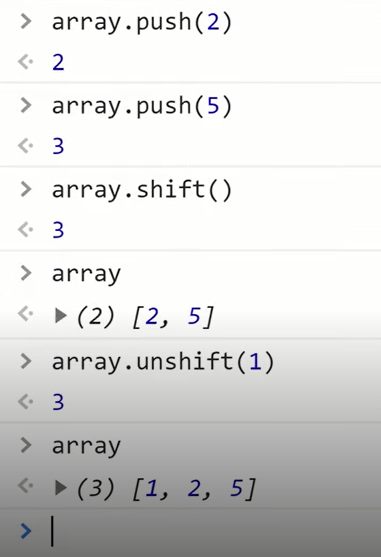 > array.push(2)
<· 2
> array.push(5)
<· 3
> array.shift()
<· 3
> array
<· ▶ (2) [2, 5]
> array.unshift(1)
<· 3
> array
<· ▶ (3) [1, 2, 5]
>